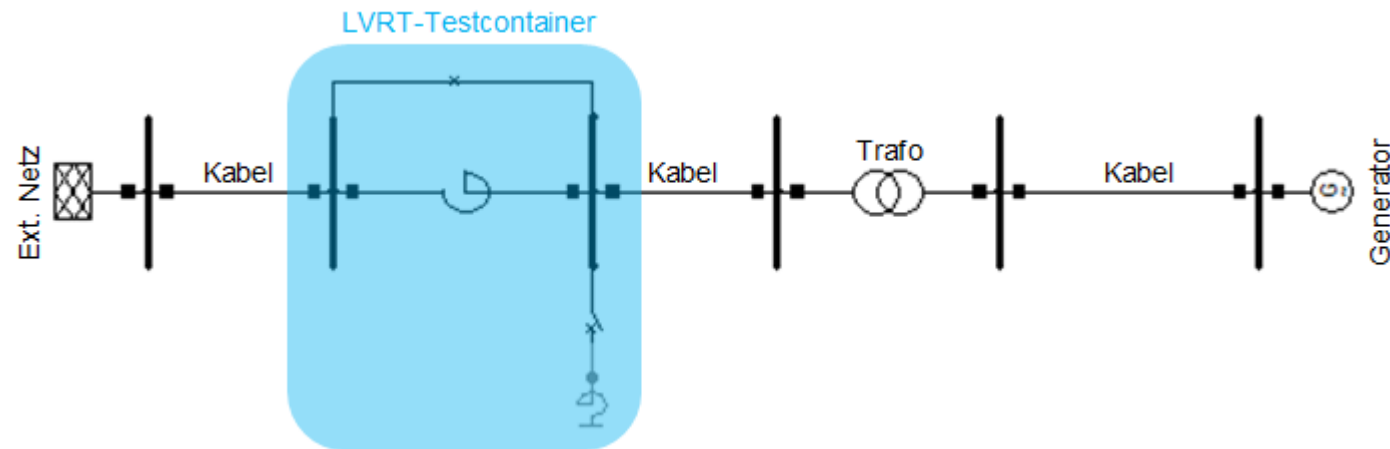 LVRT-Testcontainer
Ext. Netz
Kabel
Kabel
Trafo
Kabel
G~
Generator